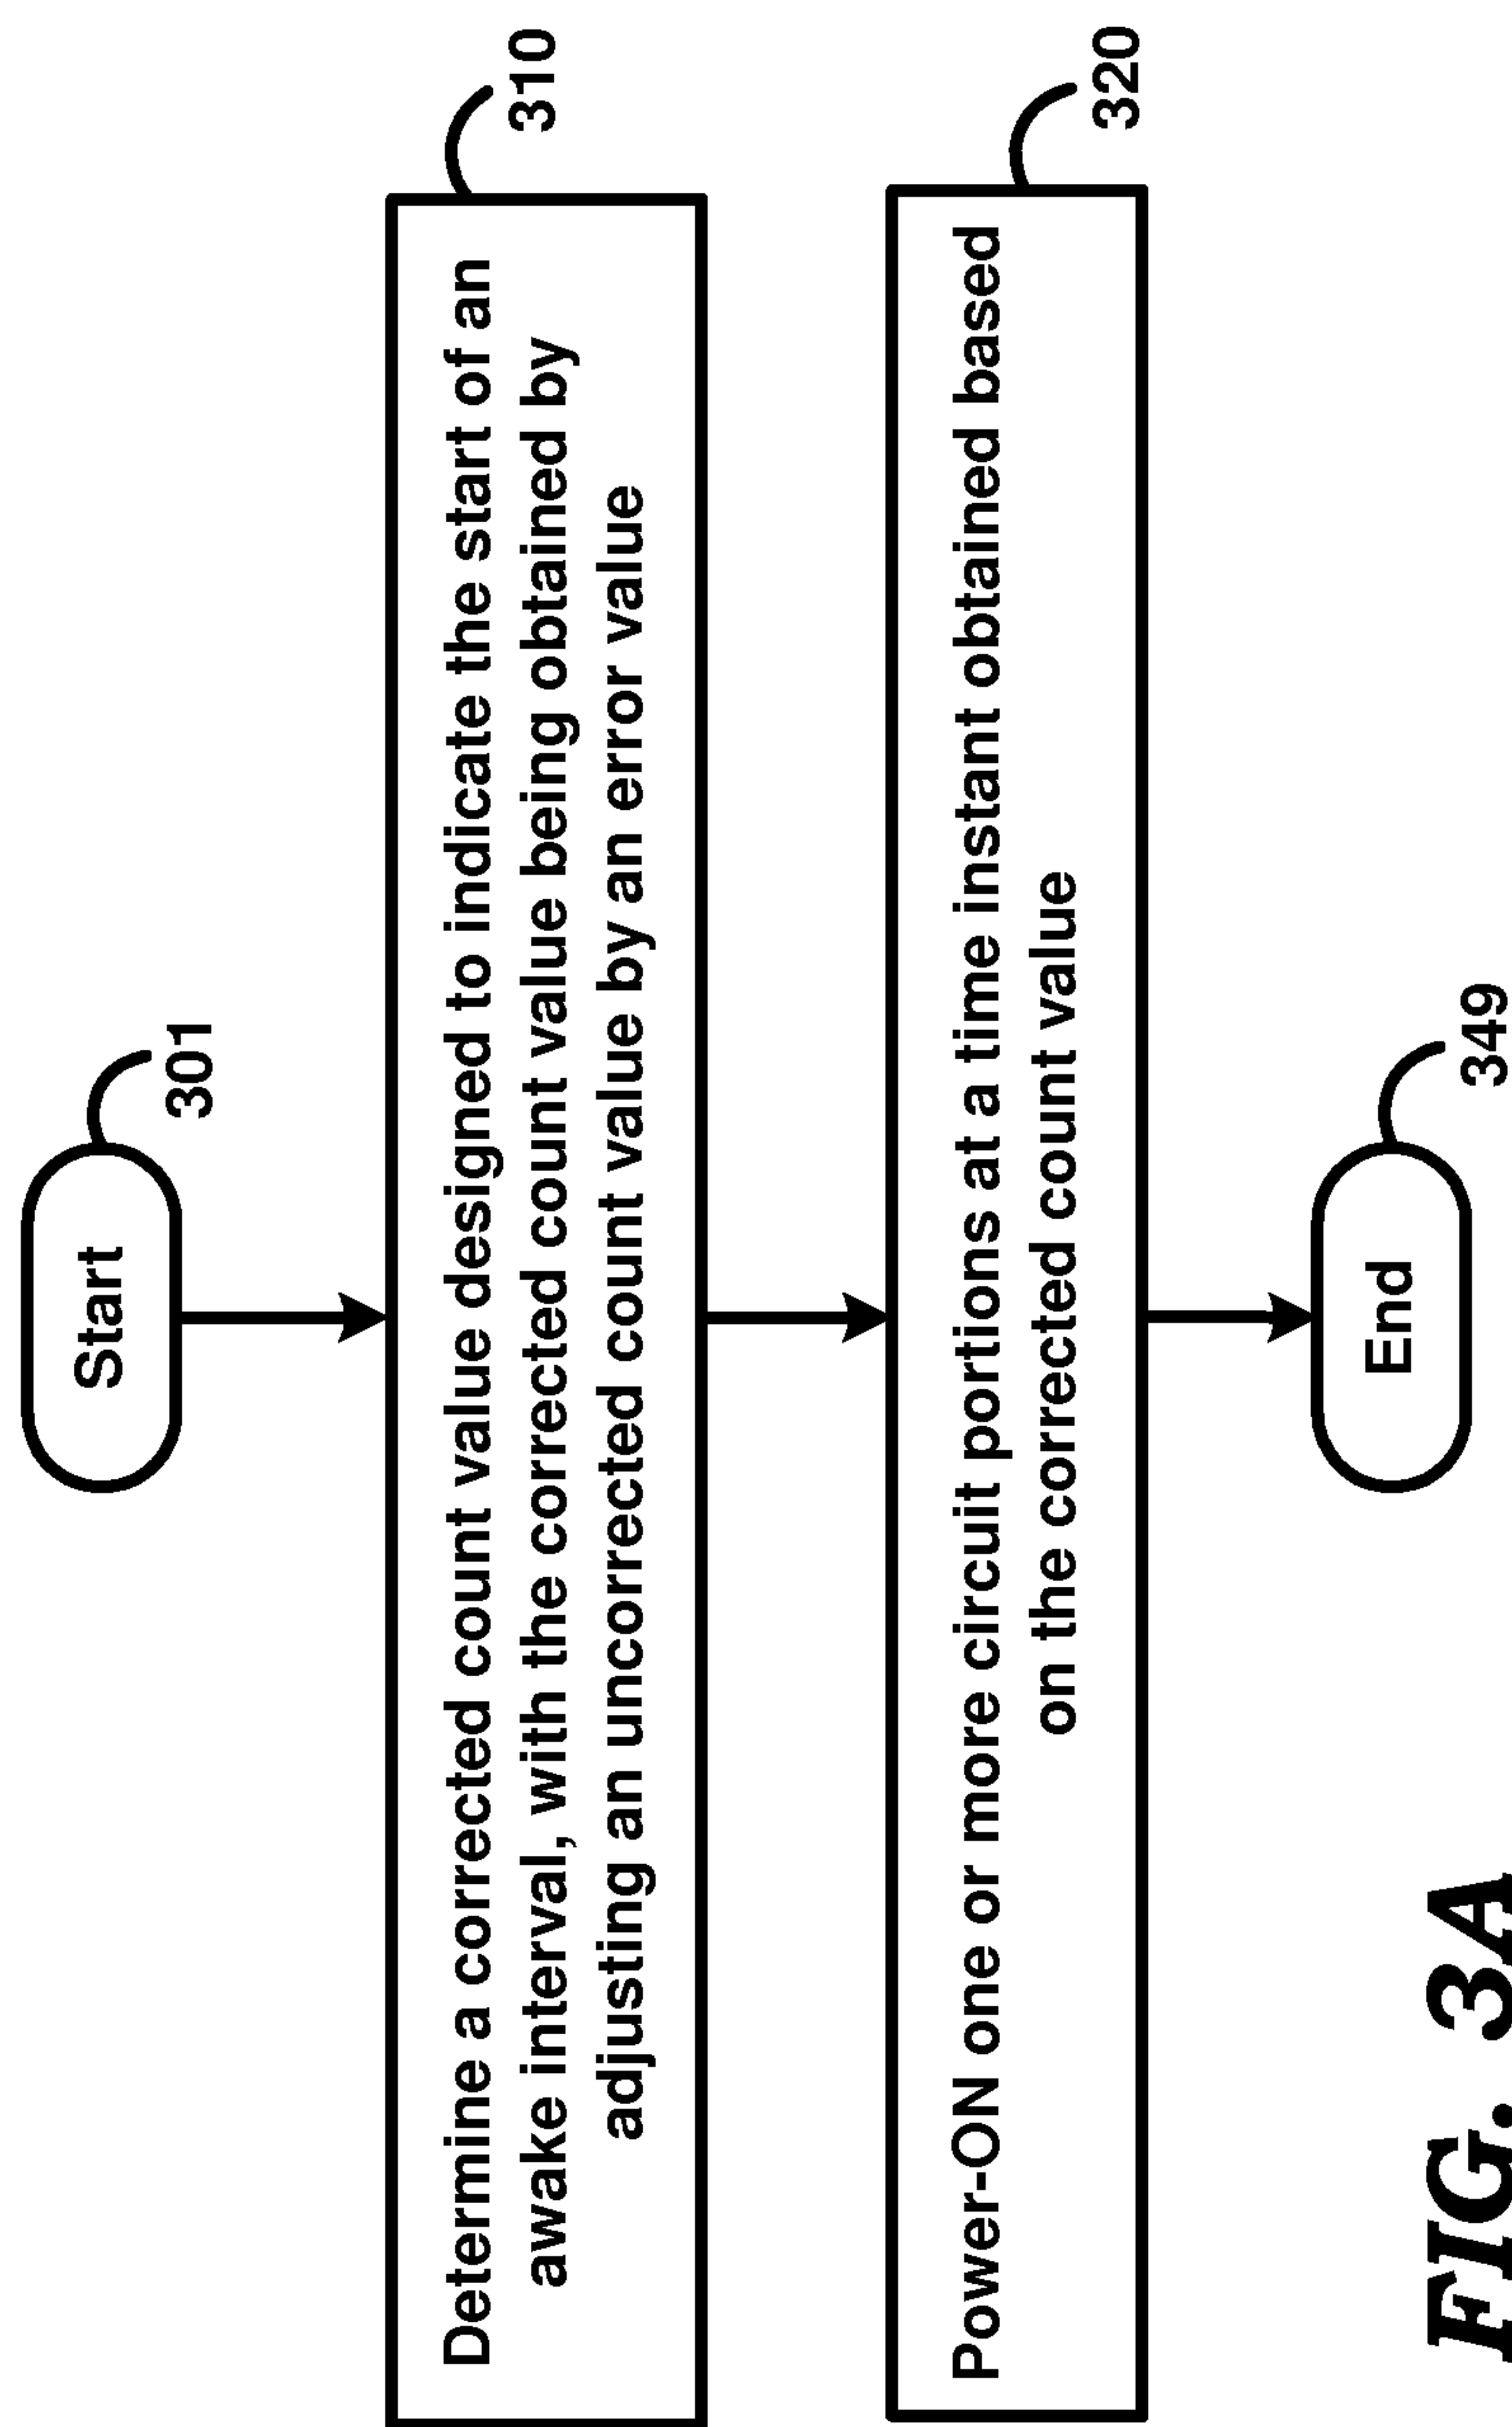 Start
301
Determine a corrected count value designed to indicate the start of an
awake interval, with the corrected count value being obtained by
adjusting an uncorrected count value by an error value
310
Power-ON one or more circuit portions at a time instant obtained based
on the corrected count value
320
End
349
FIG. 3A